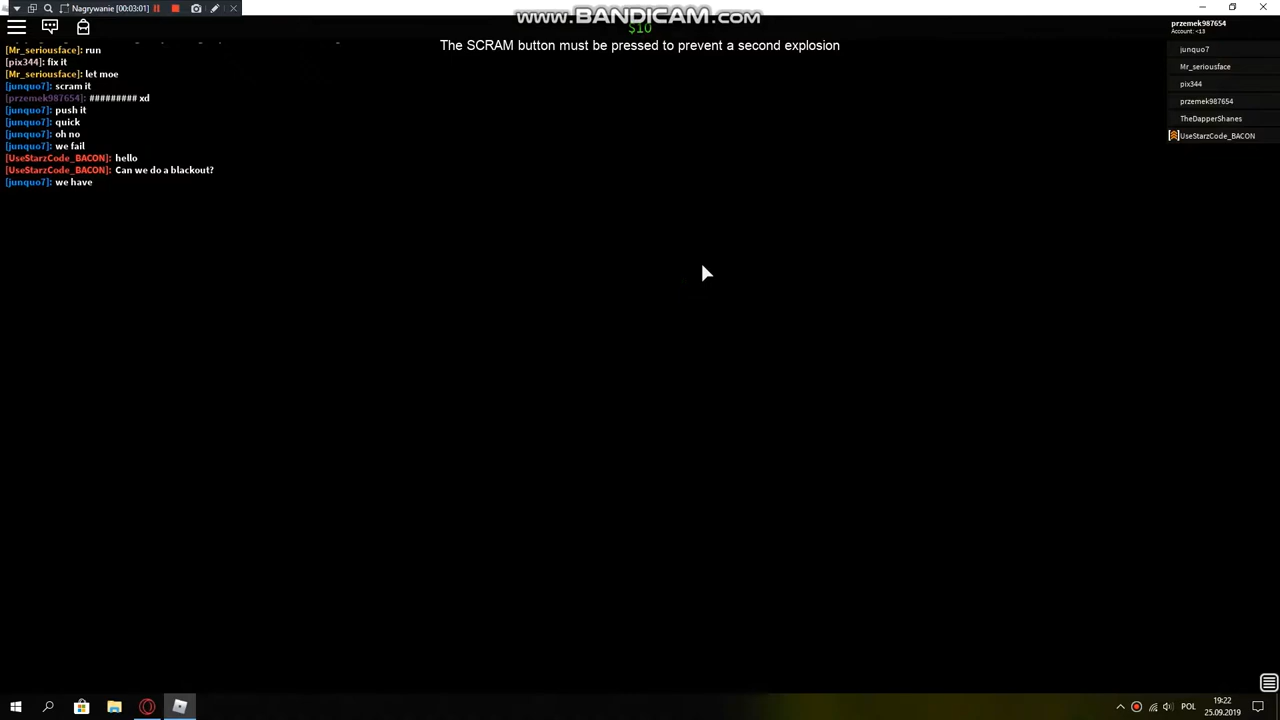 Nagrywanie [00:03:01]
www.BANDICAM.com
$10
The SCRAM button must be pressed to prevent a second explosion
[Mr_seriousface]: run
[pix344]: fix it
[Mr_seriousface]: let moe
[junquo7]: scram it
[przemek987654]: ######### xd
[junquo7]: push it
[junquo7]: quick
[junquo7]: oh no
[junquo7]: we fail
[UseStarzCode_BACON]: hello
[UseStarzCode_BACON]: Can we do a blackout?
[junquo7]: we have
przemek987654
Account: <13
junquo7
Mr_seriousface
pix344
przemek987654
TheDapperShanes
UseStarzCode_BACON
POL
19:22
25.09.2019